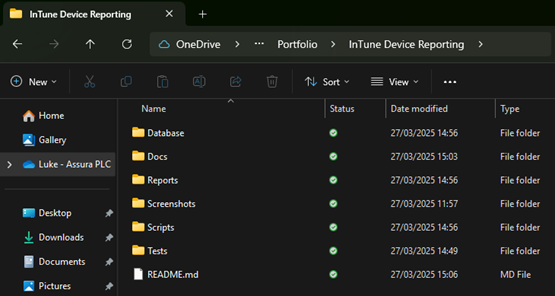 InTune Device Reporting
OneDrive > ... Portfolio > InTune Device Reporting >
New Sort View ...
Name Status Date modified Type
Home
Gallery
Luke - Assura PLC
Desktop
Downloads
Documents
Pictures
Database 27/03/2025 14:56 File folder
Docs 27/03/2025 15:03 File folder
Reports 27/03/2025 14:56 File folder
Screenshots 27/03/2025 11:57 File folder
Scripts 27/03/2025 14:56 File folder
Tests 27/03/2025 14:49 File folder
README.md 27/03/2025 15:06 MD File